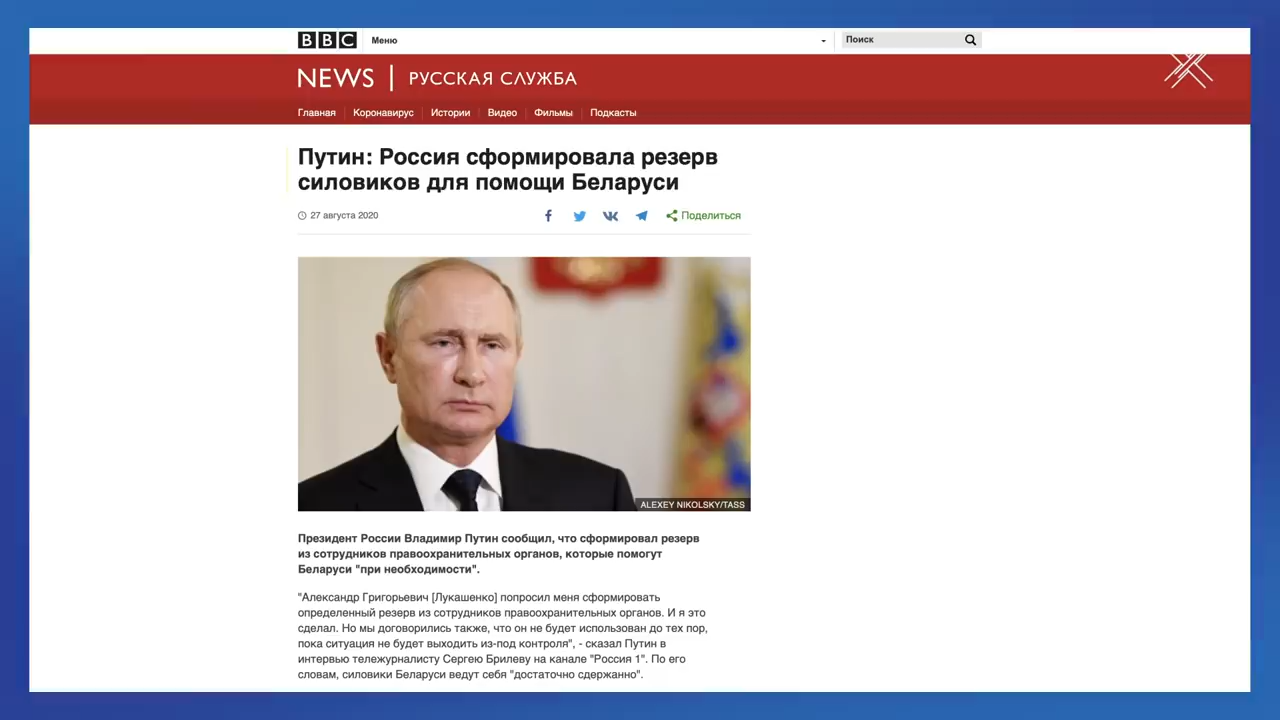 BBC Меню Поиск
NEWS | РУССКАЯ СЛУЖБА
Главная Коронавирус Истории Видео Фильмы Подкасты
Путин: Россия сформировала резерв
силовиков для помощи Беларуси
27 августа 2020 Поделиться
ALEXEY NIKOLSKY/TASS
Президент России Владимир Путин сообщил, что сформировал резерв
из сотрудников правоохранительных органов, которые помогут
Беларуси "при необходимости".
"Александр Григорьевич [Лукашенко] попросил меня сформировать
определенный резерв из сотрудников правоохранительных органов. И я это
сделал. Но мы договорились также, что он не будет использован до тех пор,
пока ситуация не будет выходить из-под контроля", - сказал Путин в
интервью тележурналисту Сергею Брилеву на канале "Россия 1". По его
словам, силовики Беларуси ведут себя "достаточно сдержанно".